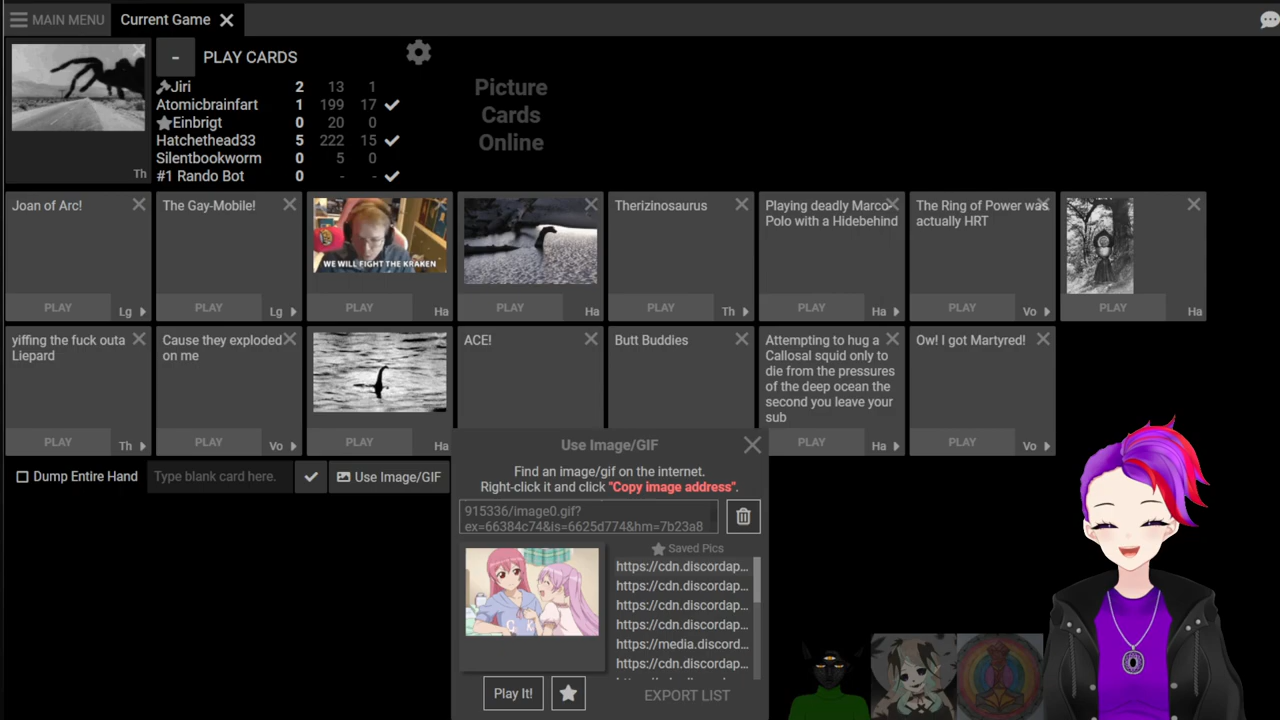 MAIN MENU
Current Game
- PLAY CARDS
Jiri 2 13 1
Atomicbrainfart 1 199 17
Einbrigt 0 20 0
Hatchethead33 5 222 15
Silentbookworm 0 5 0
#1 Rando Bot 0 - -
Th
Picture
Cards
Online
Joan of Arc!
PLAY
Lg
The Gay-Mobile!
PLAY
Lg
WE WILL FIGHT THE KRAKEN
PLAY
Ha
PLAY
Ha
Therizinosaurus
PLAY
Th
Playing deadly Marco-
Polo with a Hidebehind
PLAY
Ha
The Ring of Power was
actually HRT
PLAY
Vo
PLAY
Ha
yiffing the fuck outa
Liepard
PLAY
Th
Cause they exploded
on me
PLAY
Vo
PLAY
Ha
ACE!
Butt Buddies
Attempting to hug a
Callosal squid only to
die from the pressures
of the deep ocean the
second you leave your
sub
PLAY
Ha
Ow! I got Martyred!
PLAY
Vo
Dump Entire Hand
Type blank card here.
Use Image/GIF
Use Image/GIF
Find an image/gif on the internet.
Right-click it and click "Copy image address".
915336/image0.gif?
ex=66384c74&is=6625d774&hm=7b23a8
Saved Pics
https://cdn.discordap...
https://cdn.discordap...
https://cdn.discordap...
https://cdn.discordap...
https://media.discord...
https://cdn.discordap...
Play It!
EXPORT LIST